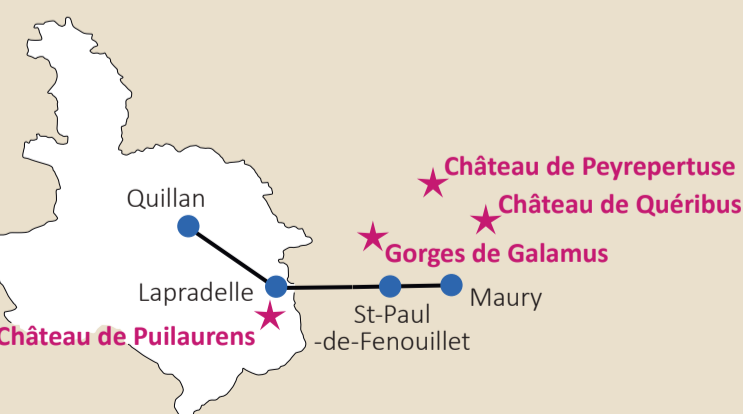 Château de Peyrepertuse
Quillan
Château de Quéribus
Gorges de Galamus
Lapradelle
Maury
St-Paul
-de-Fenouillet
Château de Puilaurens